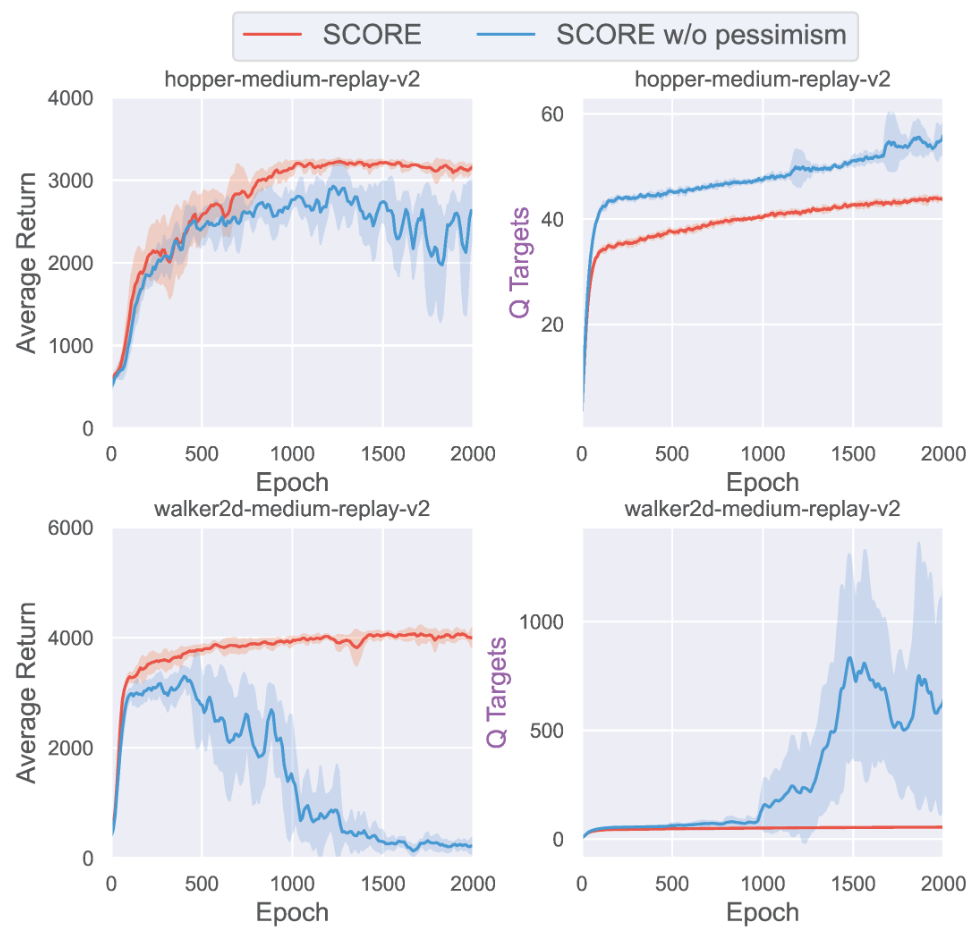 SCORE SCORE w/o pessimism
hopper-medium-replay-v2
4000
3000
2000
1000
0
Average Return
0 500 1000 1500 2000
Epoch
hopper-medium-replay-v2
60
40
20
Q Targets
0 500 1000 1500 2000
Epoch
walker2d-medium-replay-v2
6000
4000
2000
0
Average Return
0 500 1000 1500 2000
Epoch
walker2d-medium-replay-v2
1000
500
0
Q Targets
0 500 1000 1500 2000
Epoch